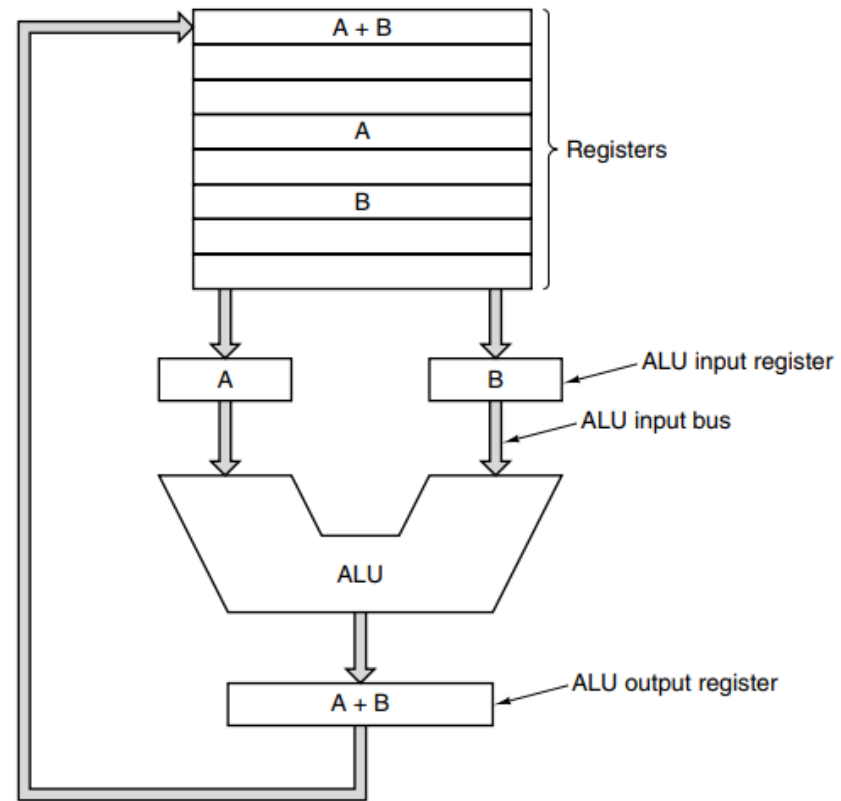 A + B
A
Registers
B
A
B
ALU input register
ALU input bus
ALU
A + B
ALU output register